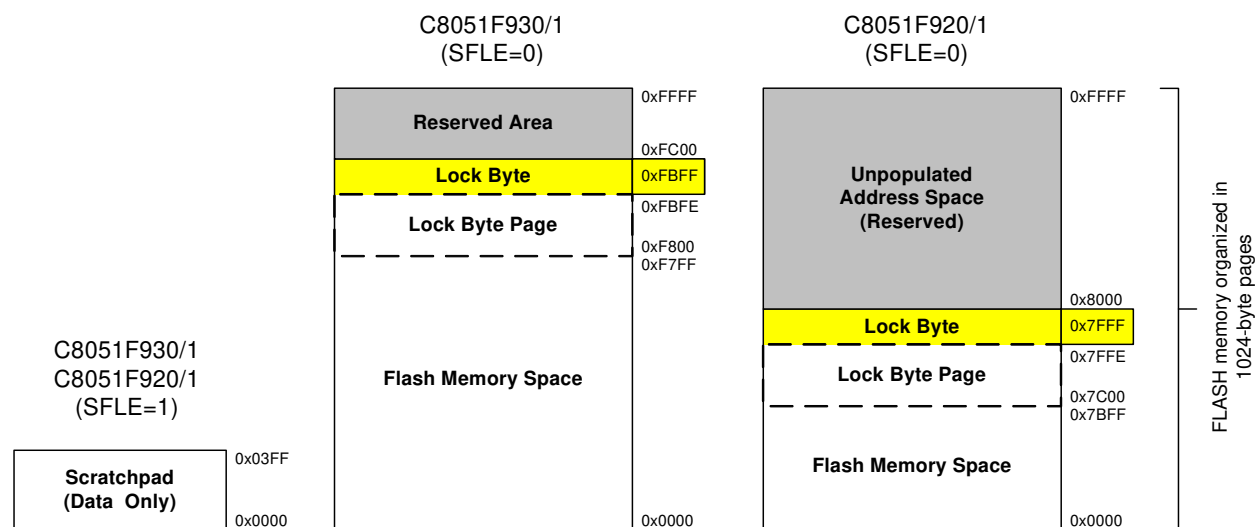 C8051F930/1
(SFLE=0)
0xFFFF
Reserved Area
0xFC00
Lock Byte
0xFBFF
0xFBFE
Lock Byte Page
0xF800
0xF7FF
Flash Memory Space
0x0000
C8051F920/1
(SFLE=0)
0xFFFF
Unpopulated
Address Space
(Reserved)
0x8000
Lock Byte
0x7FFF
0x7FFE
Lock Byte Page
0x7C00
0x7BFF
Flash Memory Space
0x0000
FLASH memory organized in
1024-byte pages
C8051F930/1
C8051F920/1
(SFLE=1)
0x03FF
Scratchpad
(Data Only)
0x0000